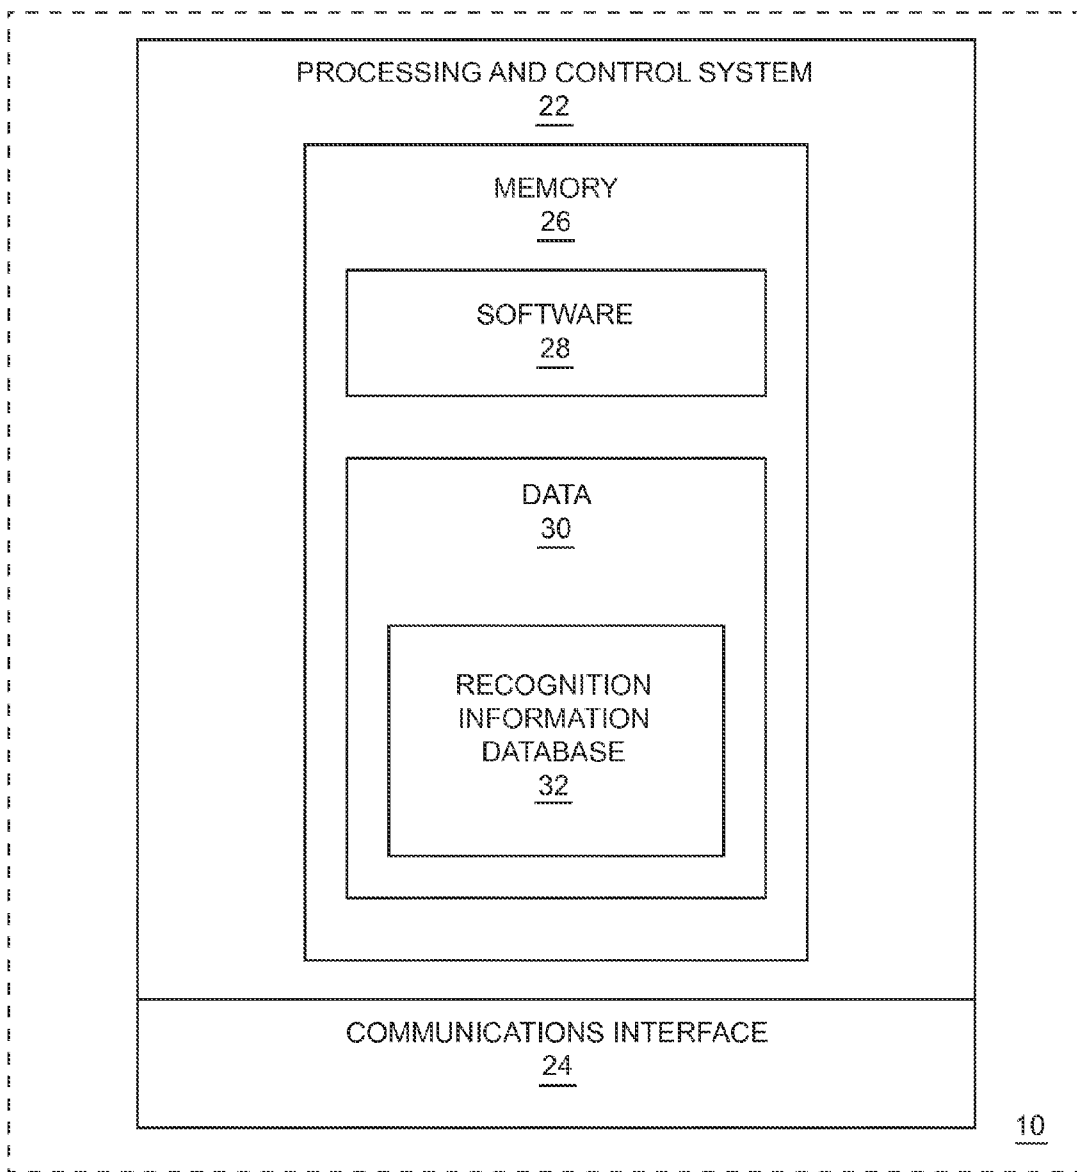 PROCESSING AND CONTROL SYSTEM
22
MEMORY
26
SOFTWARE
28
DATA
30
RECOGNITION
INFORMATION
DATABASE
32
COMMUNICATIONS INTERFACE
24
10